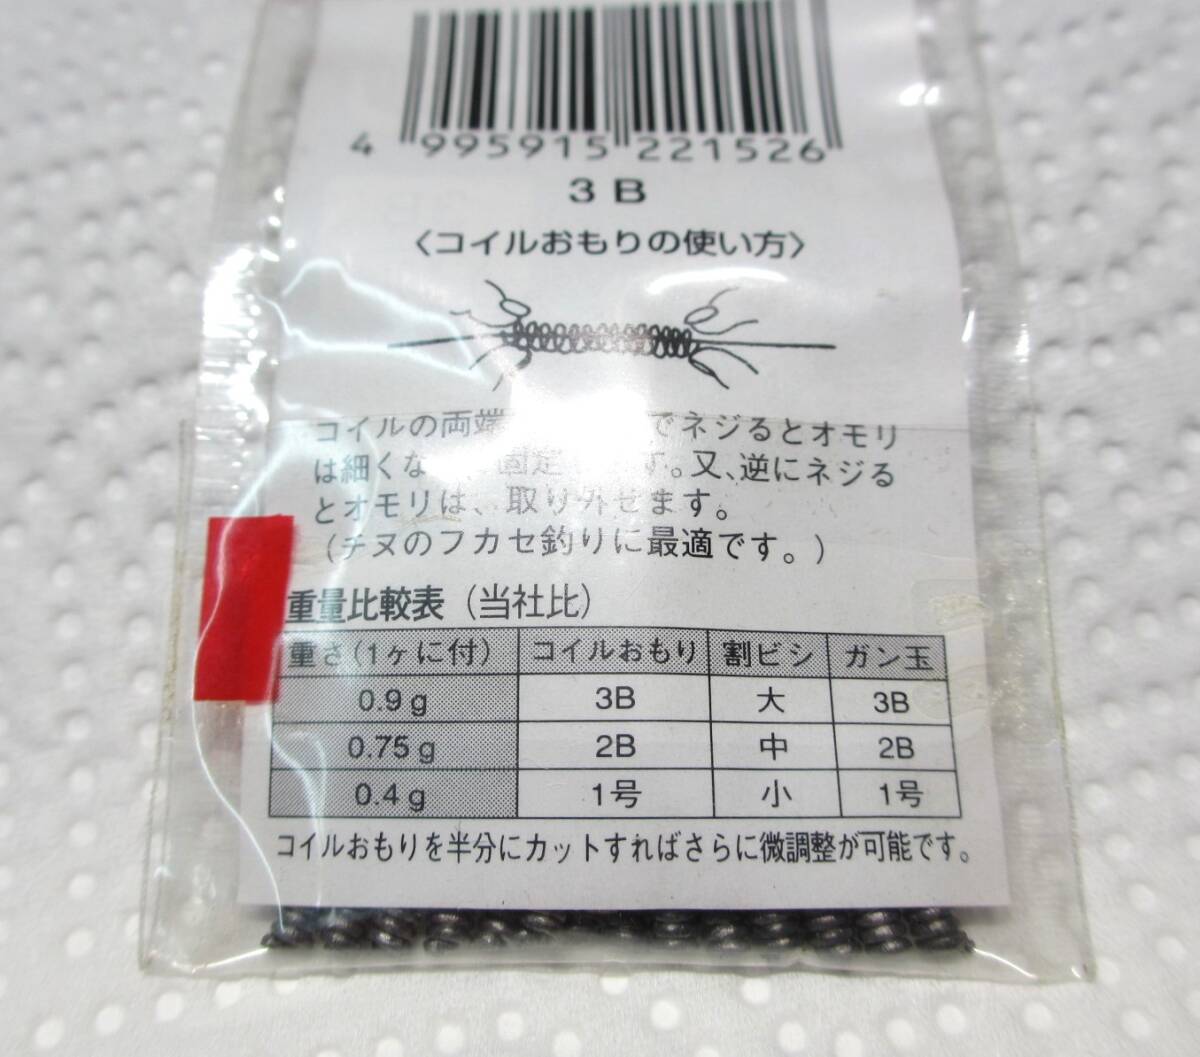 4 995915 221526
3B
〈コイルおもりの使い方〉
コイルの両端 でネジるとオモリ
は細くな 固定 す。又、逆にネジる
とオモリは、取り外せます。
(チヌのフカセ釣りに最適です。)
重量比較表(当社比)
重さ(1ヶに付) コイルおもり 割ビシ ガン玉
0.9g 3B 大 3B
0.75g 2B 中 2B
0.4g 1号 小 1号
コイルおもりを半分にカットすればさらに微調整が可能です。